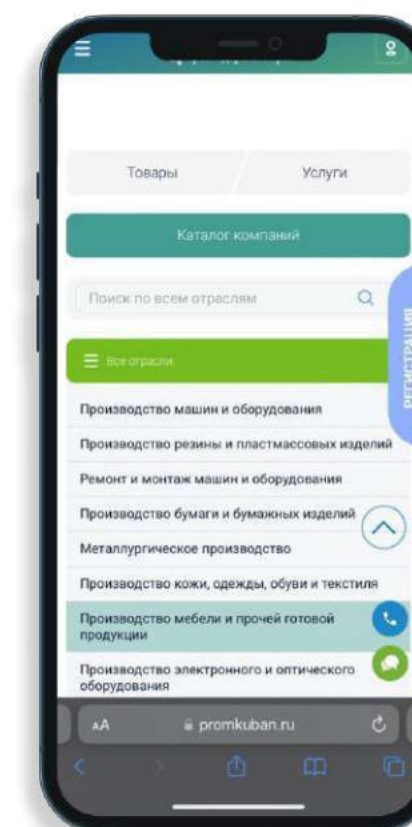 Товары
Услуги
Каталог компаний
Поиск по всем отраслям
РЕГИСТРАЦИЯ
Все отрасли
Производство машин и оборудования
Производство резины и пластмассовых изделий
Ремонт и монтаж машин и оборудования
Производство бумаги и бумажных изделий
Металлургическое производство
Производство кожи, одежды, обуви и текстиля
Производство мебели и прочей готовой
продукции
Производство электронного и оптического
оборудования
AA
promkuban.ru